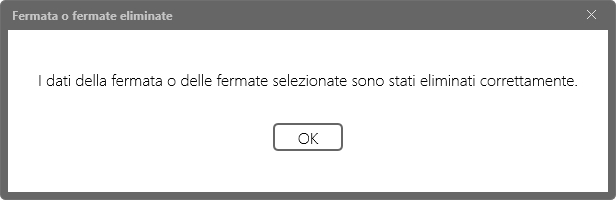 Fermata o fermate eliminate
I dati della fermata o delle fermate selezionate sono stati eliminati correttamente.
OK